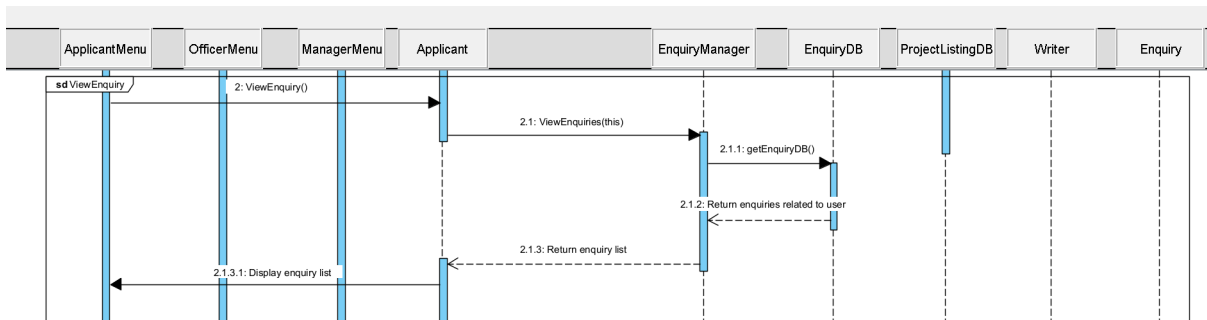 ApplicantMenu OfficerMenu ManagerMenu Applicant EnquiryManager EnquiryDB ProjectListingDB Writer Enquiry
sd ViewEnquiry
2: ViewEnquiry()
2.1: ViewEnquiries(this)
2.1.1: getEnquiryDB()
2.1.2: Return enquiries related to user
2.1.3: Return enquiry list
2.1.3.1: Display enquiry list